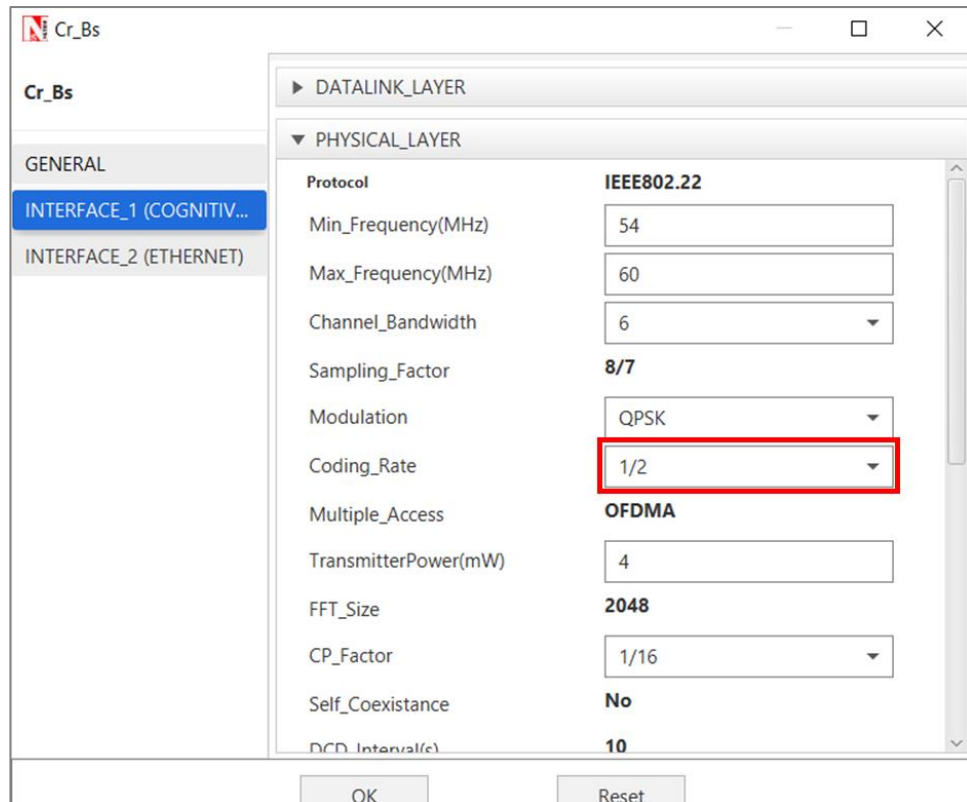 Cr_Bs
Cr_Bs
GENERAL
INTERFACE_1 (COGNITIV...
INTERFACE_2 (ETHERNET)
DATALINK_LAYER
PHYSICAL_LAYER
Protocol IEEE802.22
Min_Frequency(MHz) 54
Max_Frequency(MHz) 60
Channel_Bandwidth 6
Sampling_Factor 8/7
Modulation QPSK
Coding_Rate 1/2
Multiple_Access OFDMA
TransmitterPower(mW) 4
FFT_Size 2048
CP_Factor 1/16
Self_Coexistance No
DCD_Interval(s) 10
OK Reset